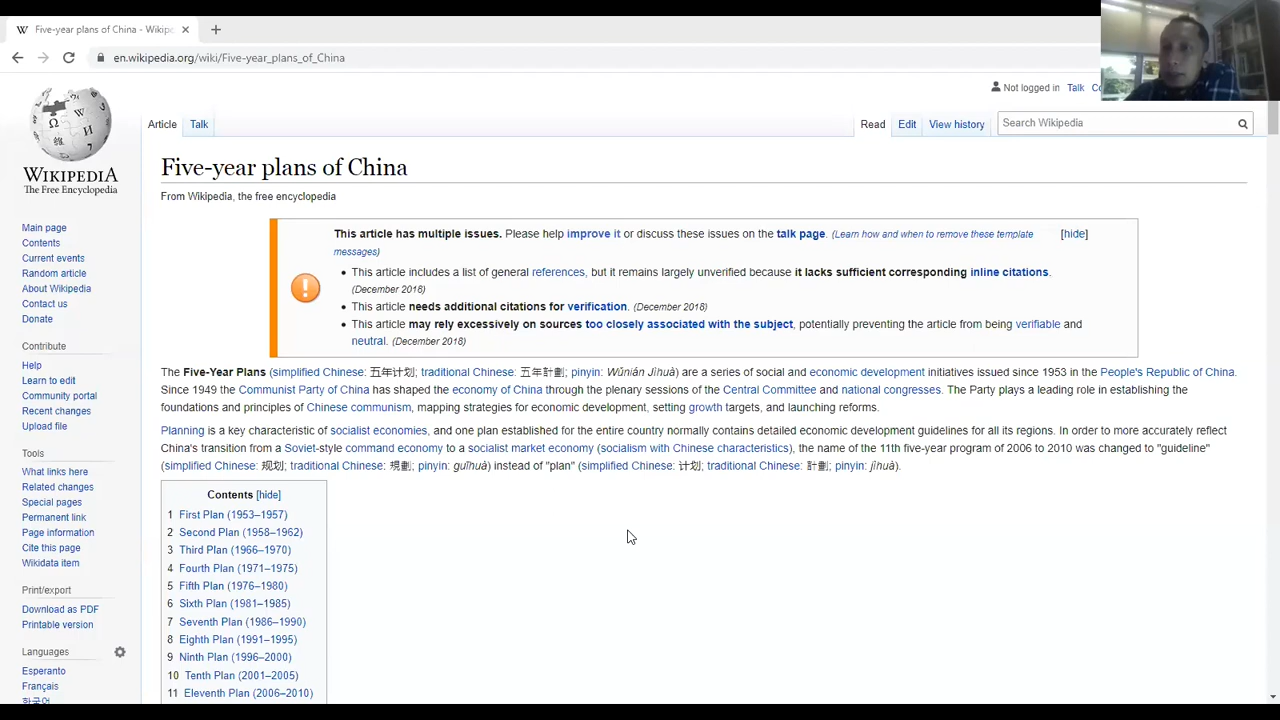 Five-year plans of China - Wikipe
en.wikipedia.org/wiki/Five-year_plans_of_China
Not logged in Talk
Article Talk Read Edit View history Search Wikipedia
WIKIPEDIA
The Free Encyclopedia
Five-year plans of China
From Wikipedia, the free encyclopedia
Main page
Contents
Current events
Random article
About Wikipedia
Contact us
Donate
Contribute
Help
Learn to edit
Community portal
Recent changes
Upload file
Tools
What links here
Related changes
Special pages
Permanent link
Page information
Cite this page
Wikidata item
Print/export
Download as PDF
Printable version
Languages
Esperanto
Français
한국어
This article has multiple issues. Please help improve it or discuss these issues on the talk page. (Learn how and when to remove these template [hide]
messages)
• This article includes a list of general references, but it remains largely unverified because it lacks sufficient corresponding inline citations.
(December 2018)
• This article needs additional citations for verification. (December 2018)
• This article may rely excessively on sources too closely associated with the subject, potentially preventing the article from being verifiable and
neutral. (December 2018)
The Five-Year Plans (simplified Chinese: 五年计划; traditional Chinese: 五年計劃; pinyin: Wǔnián Jìhuà) are a series of social and economic development initiatives issued since 1953 in the People's Republic of China.
Since 1949 the Communist Party of China has shaped the economy of China through the plenary sessions of the Central Committee and national congresses. The Party plays a leading role in establishing the
foundations and principles of Chinese communism, mapping strategies for economic development, setting growth targets, and launching reforms.
Planning is a key characteristic of socialist economies, and one plan established for the entire country normally contains detailed economic development guidelines for all its regions. In order to more accurately reflect
China's transition from a Soviet-style command economy to a socialist market economy (socialism with Chinese characteristics), the name of the 11th five-year program of 2006 to 2010 was changed to "guideline"
(simplified Chinese: 规划; traditional Chinese: 規劃; pinyin: guīhuà) instead of "plan" (simplified Chinese: 计划; traditional Chinese: 計劃; pinyin: jìhuà).
Contents [hide]
1 First Plan (1953–1957)
2 Second Plan (1958–1962)
3 Third Plan (1966–1970)
4 Fourth Plan (1971–1975)
5 Fifth Plan (1976–1980)
6 Sixth Plan (1981–1985)
7 Seventh Plan (1986–1990)
8 Eighth Plan (1991–1995)
9 Ninth Plan (1996–2000)
10 Tenth Plan (2001–2005)
11 Eleventh Plan (2006–2010)